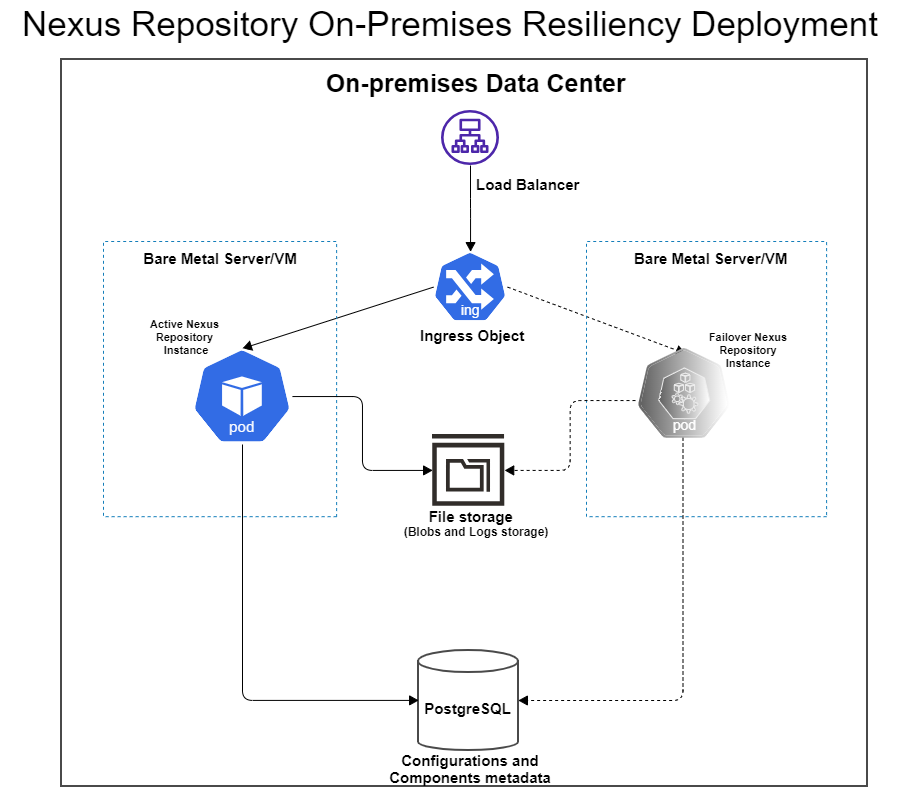 Nexus Repository On-Premises Resiliency Deployment
On-premises Data Center
Load Balancer
Bare Metal Server/VM
Bare Metal Server/VM
ing
Ingress Object
Active Nexus
Repository
Instance
Failover Nexus
Repository
Instance
pod
pod
File storage
(Blobs and Logs storage)
PostgreSQL
Configurations and
Components metadata